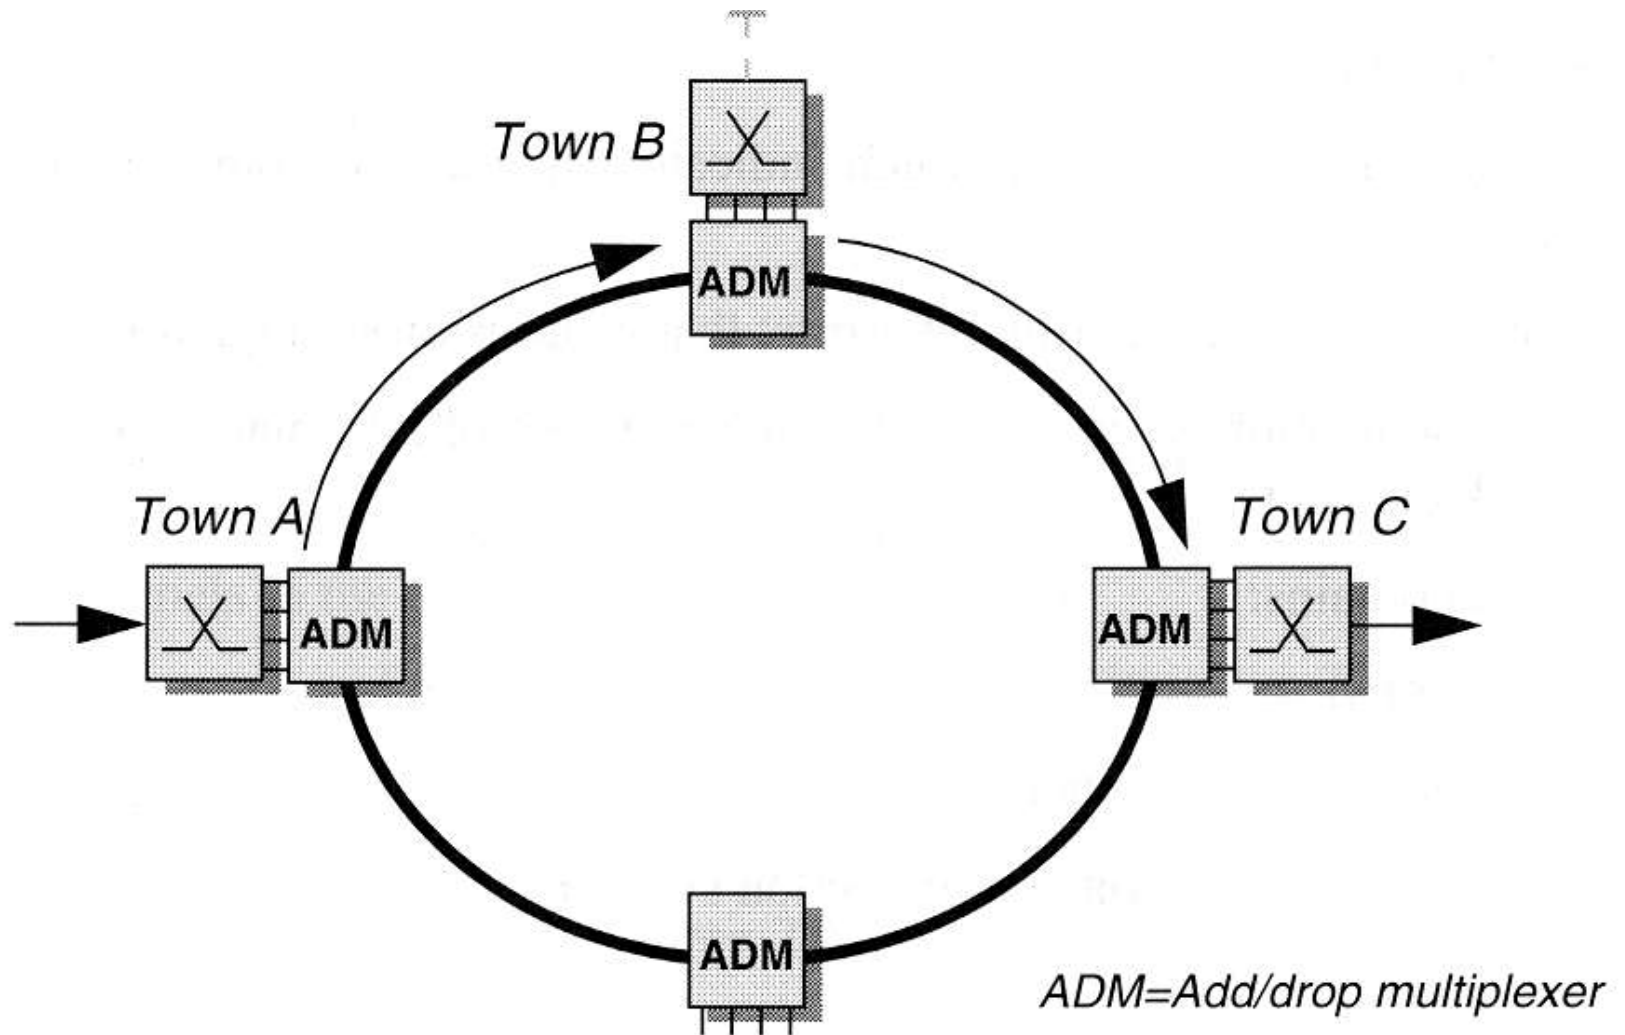 Town B
ADM
Town A
Town C
ADM
ADM
ADM
ADM=Add/drop multiplexer